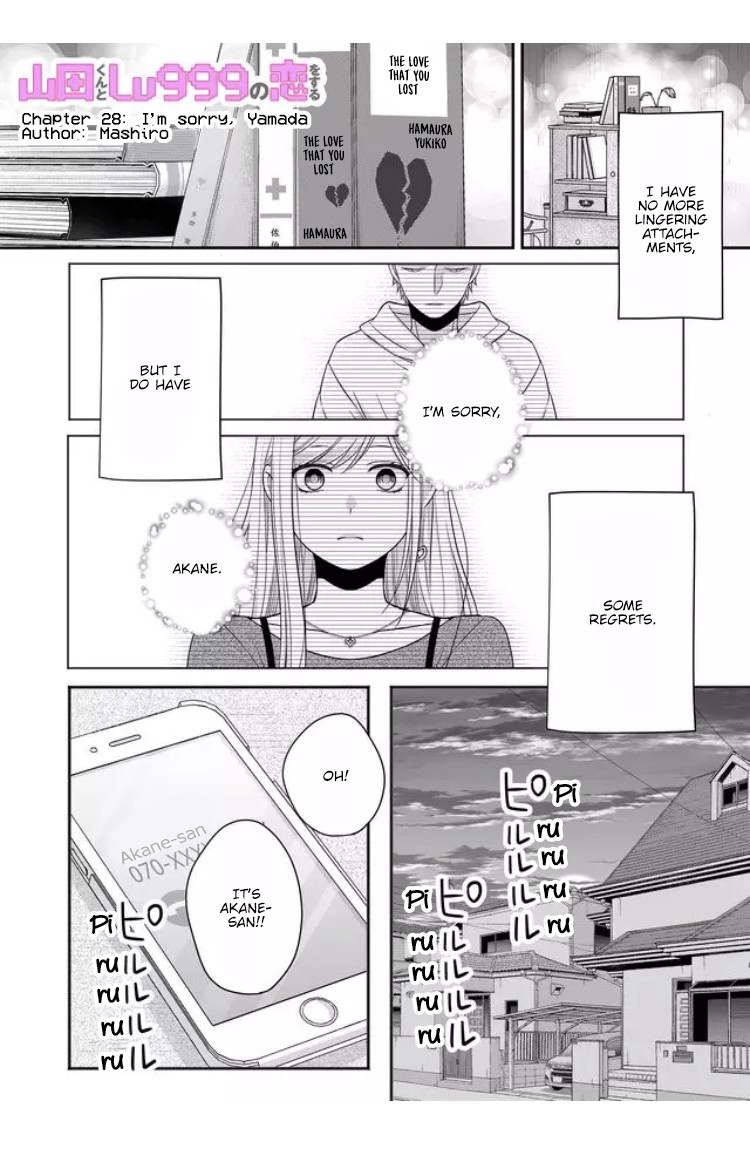 山田くんとLv999の恋をする
Chapter 28: I'm sorry, Yamada
Author: Mashiro
THE LOVE
THAT YOU
LOST
HAMAURA
YUKIKO
THE LOVE
THAT YOU
LOST
HAMAURA
I HAVE
NO MORE
LINGERING
ATTACH-
MENTS,
BUT I
DO HAVE
I'M SORRY,
AKANE.
SOME
REGRETS.
ピルルルル
Pi
ru
ru
ru
ru
ピルルルル
Pi
ru
ru
ru
ru
OH!
IT'S
AKANE-
SAN!!
Akane-san
070-XXX
ピルルルル
Pi
ru
ru
ru
ru